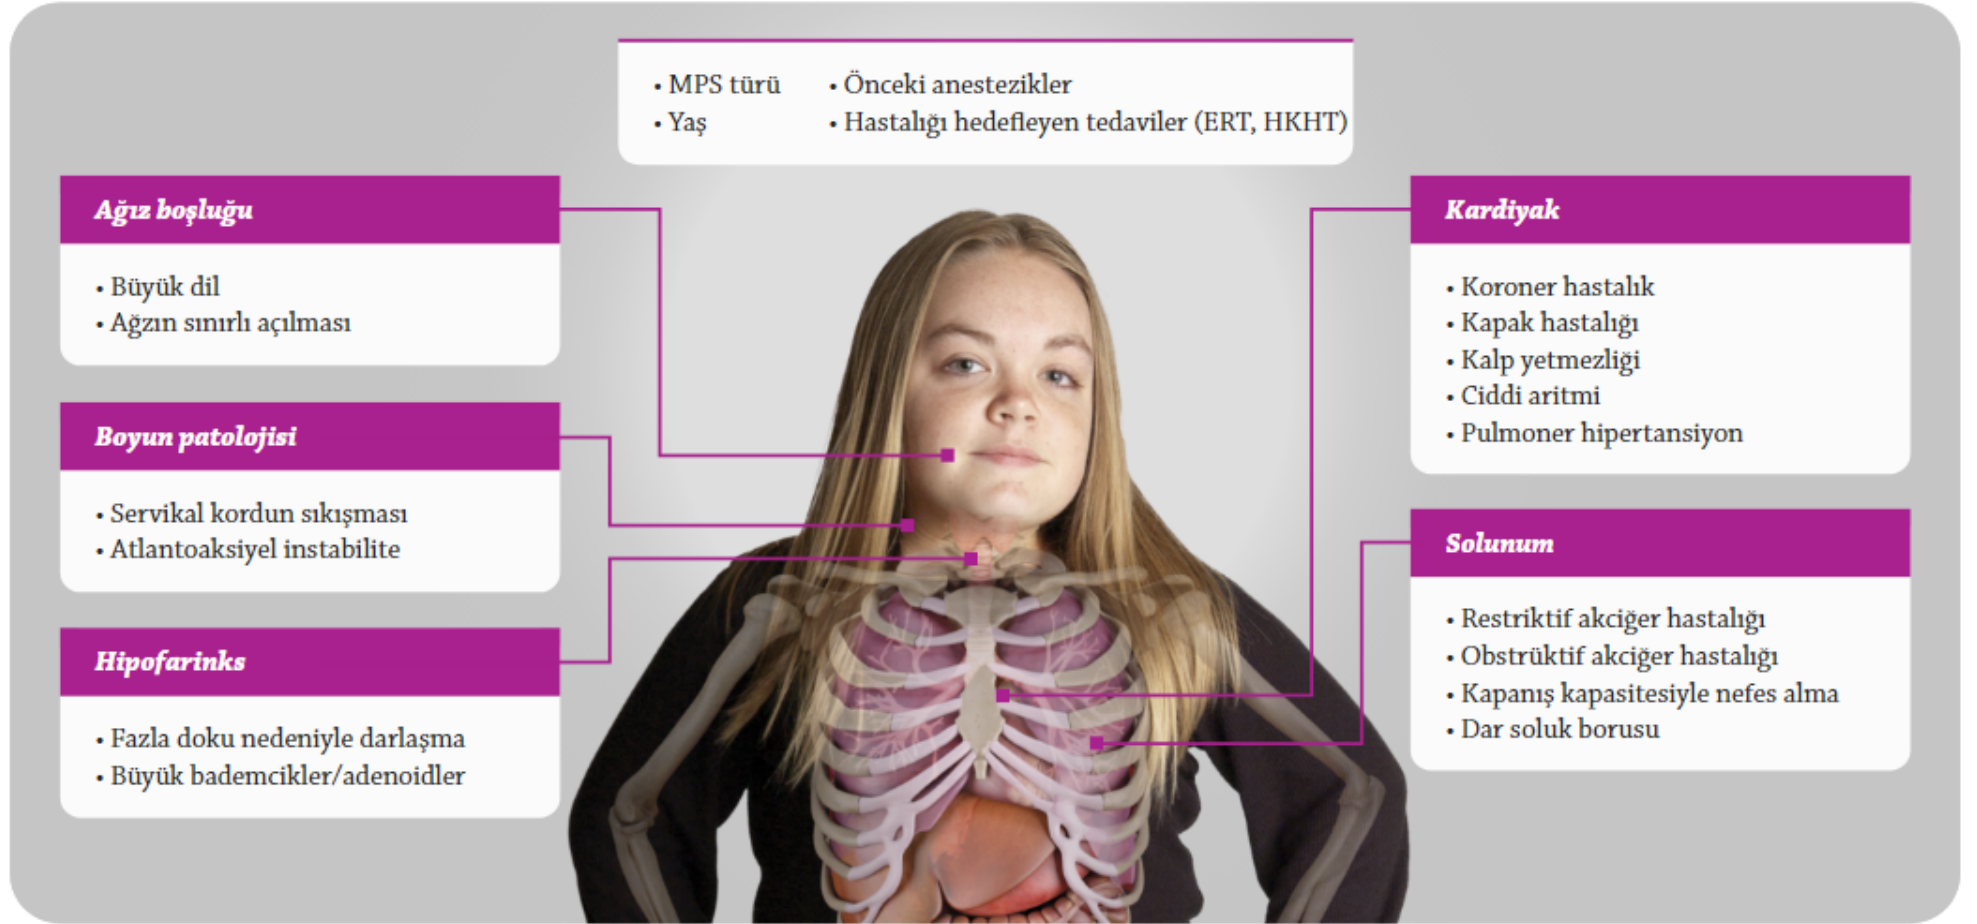 • MPS türü
• Yaş
• Önceki anestezikler
• Hastalığı hedefleyen tedaviler (ERT, HKHT)
Ağız boşluğu
• Büyük dil
• Ağzın sınırlı açılması
Boyun patolojisi
• Servikal kordun sıkışması
• Atlantoaksiyel instabilite
Hipofarinks
• Fazla doku nedeniyle darlaşma
• Büyük bademcikler/adenoidler
Kardiyak
• Koroner hastalık
• Kapak hastalığı
• Kalp yetmezliği
• Ciddi aritmi
• Pulmoner hipertansiyon
Solunum
• Restriktif akciğer hastalığı
• Obstrüktif akciğer hastalığı
• Kapanış kapasitesiyle nefes alma
• Dar soluk borusu